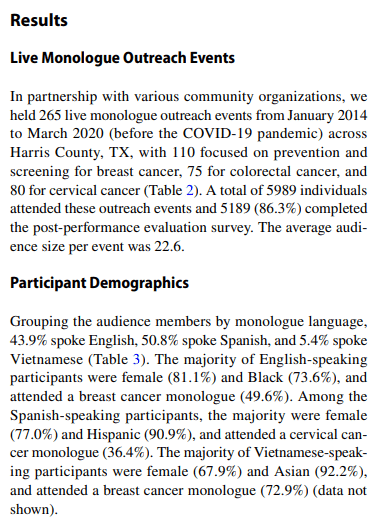 Results
Live Monologue Outreach Events
In partnership with various community organizations, we
held 265 live monologue outreach events from January 2014
to March 2020 (before the COVID-19 pandemic) across
Harris County, TX, with 110 focused on prevention and
screening for breast cancer, 75 for colorectal cancer, and
80 for cervical cancer (Table 2). A total of 5989 individuals
attended these outreach events and 5189 (86.3%) completed
the post-performance evaluation survey. The average audi-
ence size per event was 22.6.
Participant Demographics
Grouping the audience members by monologue language,
43.9% spoke English, 50.8% spoke Spanish, and 5.4% spoke
Vietnamese (Table 3). The majority of English-speaking
participants were female (81.1%) and Black (73.6%), and
attended a breast cancer monologue (49.6%). Among the
Spanish-speaking participants, the majority were female
(77.0%) and Hispanic (90.9%), and attended a cervical can-
cer monologue (36.4%). The majority of Vietnamese-speak-
ing participants were female (67.9%) and Asian (92.2%),
and attended a breast cancer monologue (72.9%) (data not
shown).